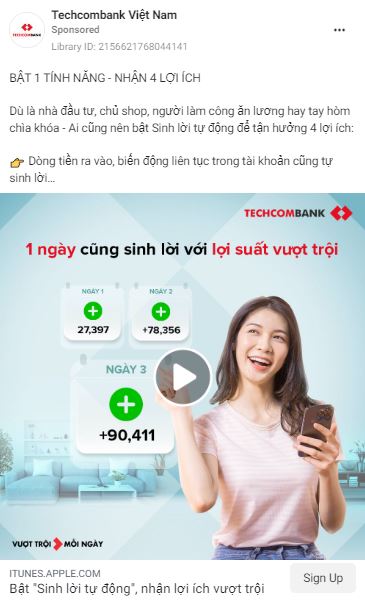 Techcombank Việt Nam
Sponsored
Library ID: 2156621768044141
BẬT 1 TÍNH NĂNG - NHẬN 4 LỢI ÍCH
Dù là nhà đầu tư, chủ shop, người làm công ăn lương hay tay hòm
chìa khóa - Ai cũng nên bật Sinh lời tự động để tận hưởng 4 lợi ích:
👉 Dòng tiền ra vào, biến động liên tục trong tài khoản cũng tự
sinh lời...
TECHCOMBANK
TECHCOMBANK
1 ngày cũng sinh lời với lợi suất vượt trội
NGÀY 1
27,397
NGÀY 2
+78,356
NGÀY 3
+90,411
VƯỢT TRỘI MỖI NGÀY
ITUNES.APPLE.COM
Bật "Sinh lời tự động", nhận lợi ích vượt trội
Sign Up